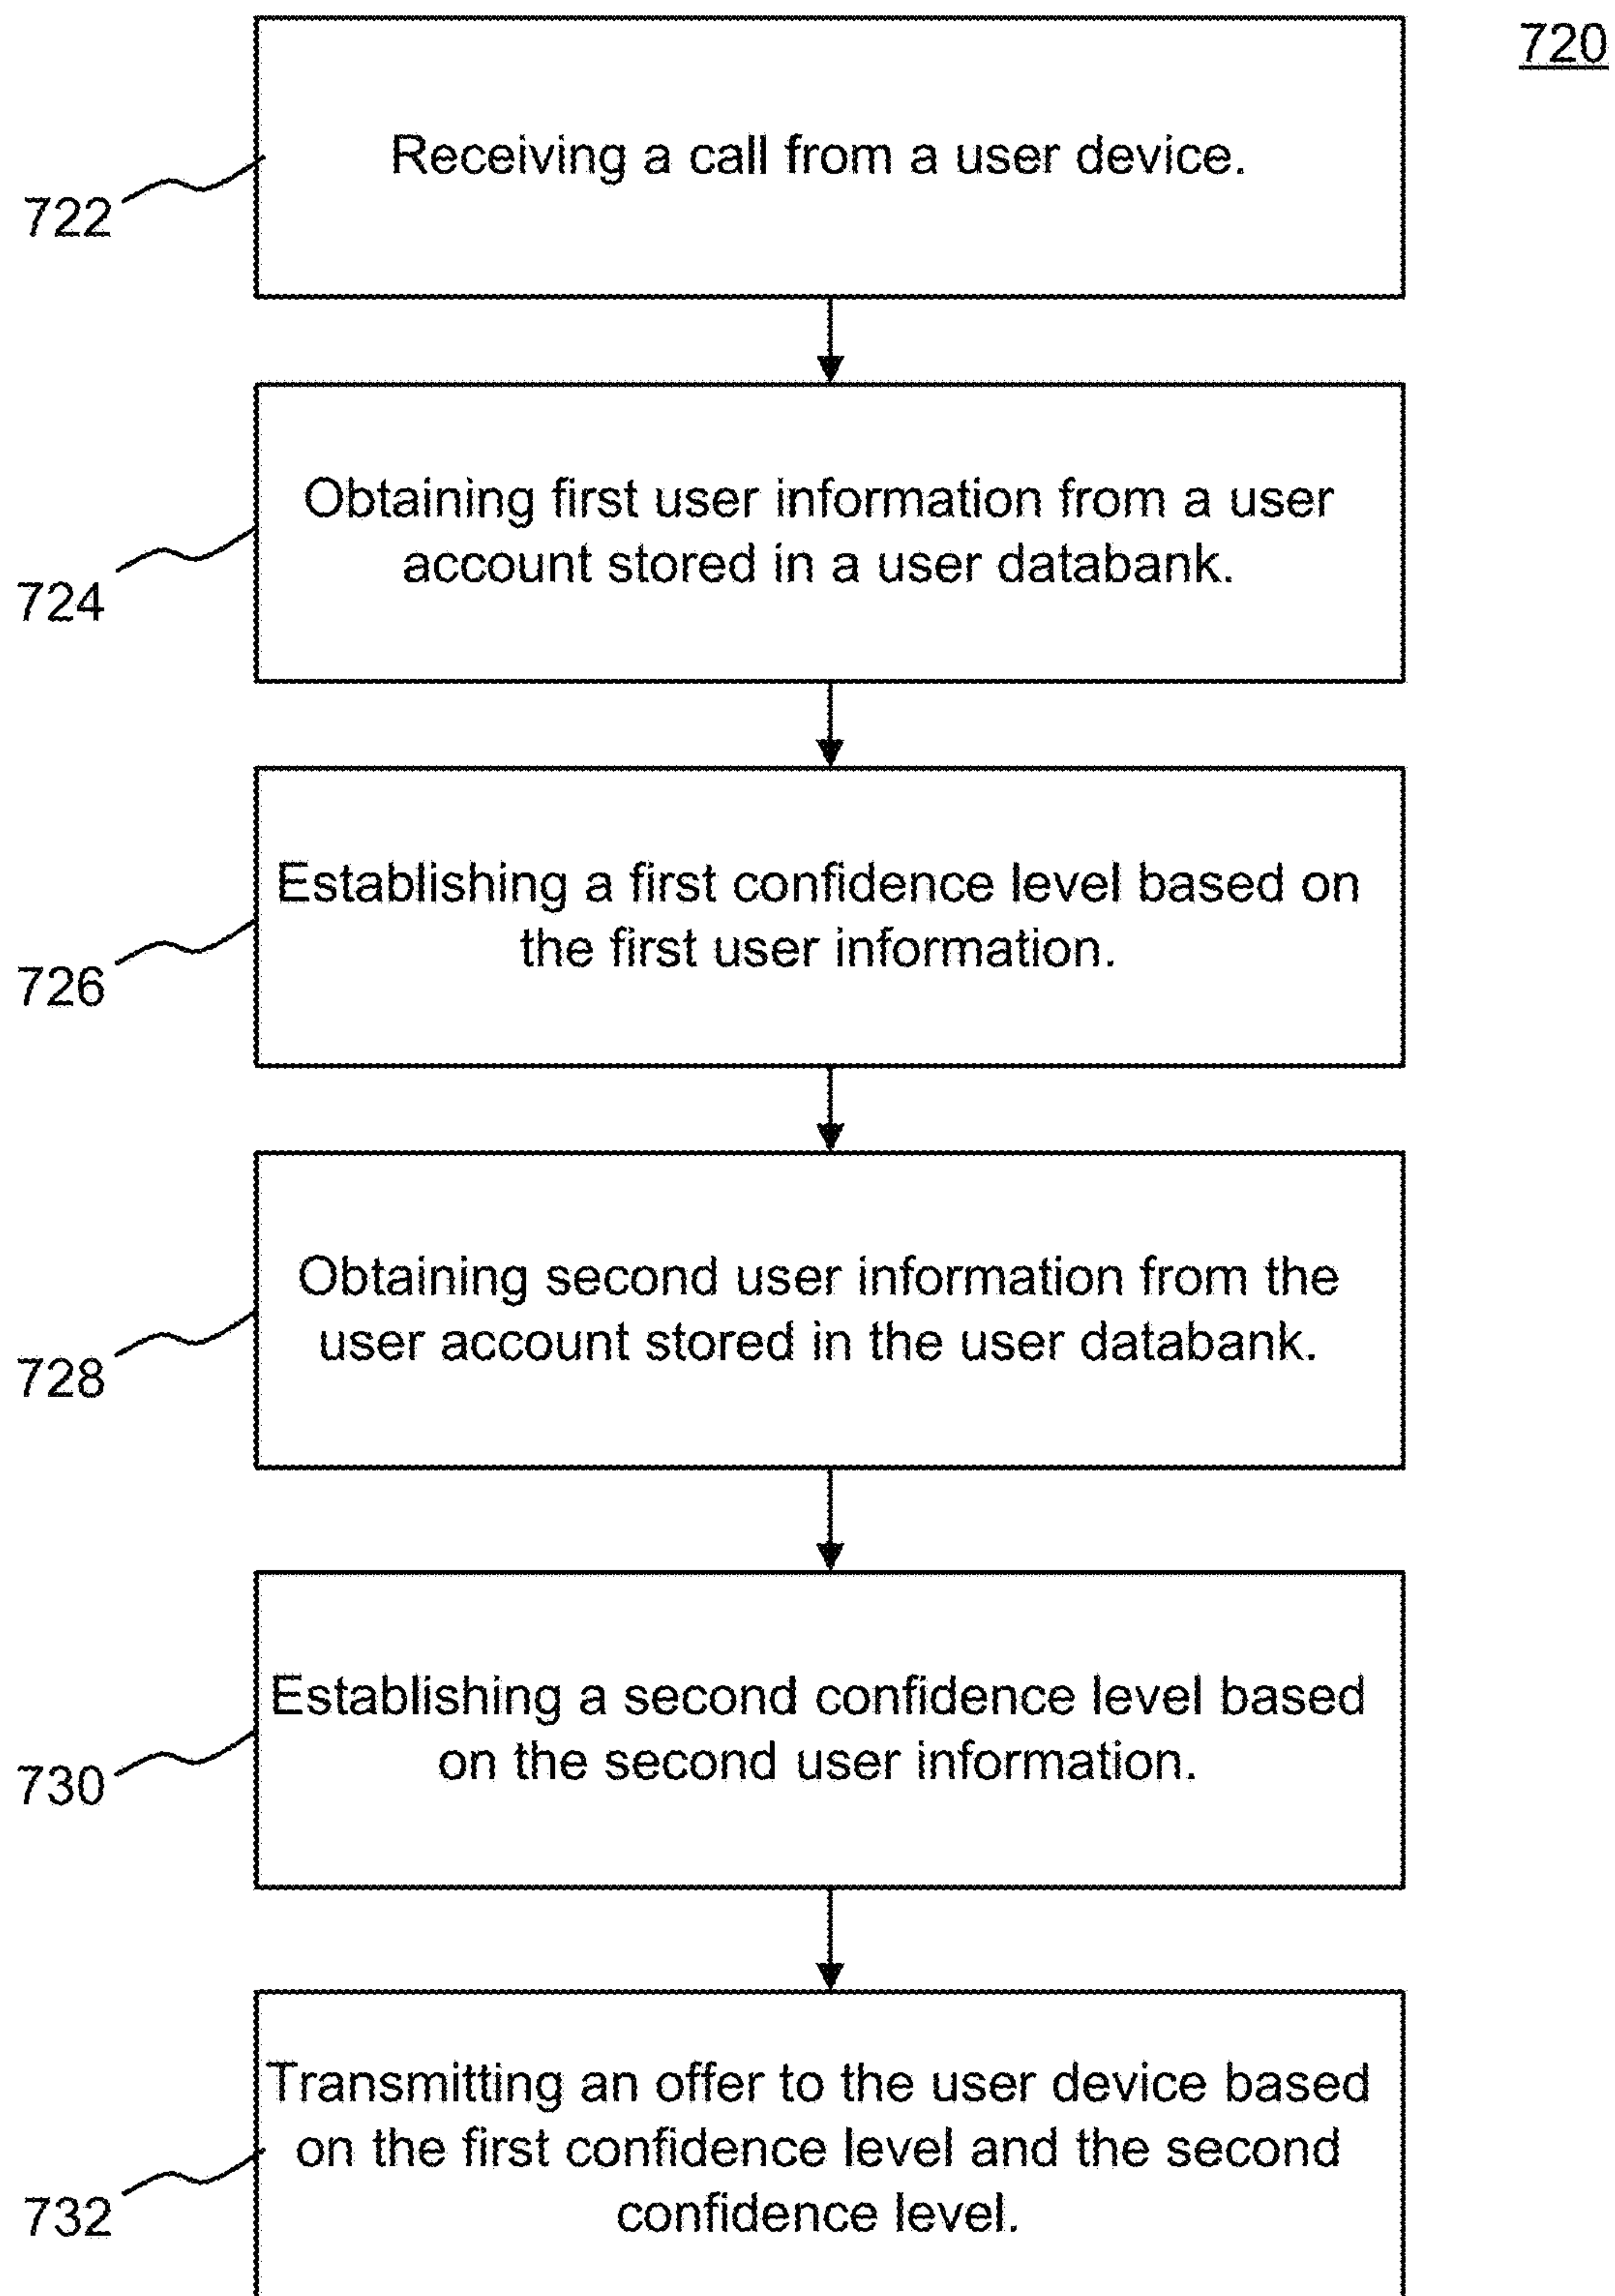 720
Receiving a call from a user device.
722
Obtaining first user information from a user
account stored in a user databank.
724
Establishing a first confidence level based on
the first user information.
726
Obtaining second user information from the
user account stored in the user databank.
728
Establishing a second confidence level based
on the second user information.
730
Transmitting an offer to the user device based
on the first confidence level and the second
confidence level.
732